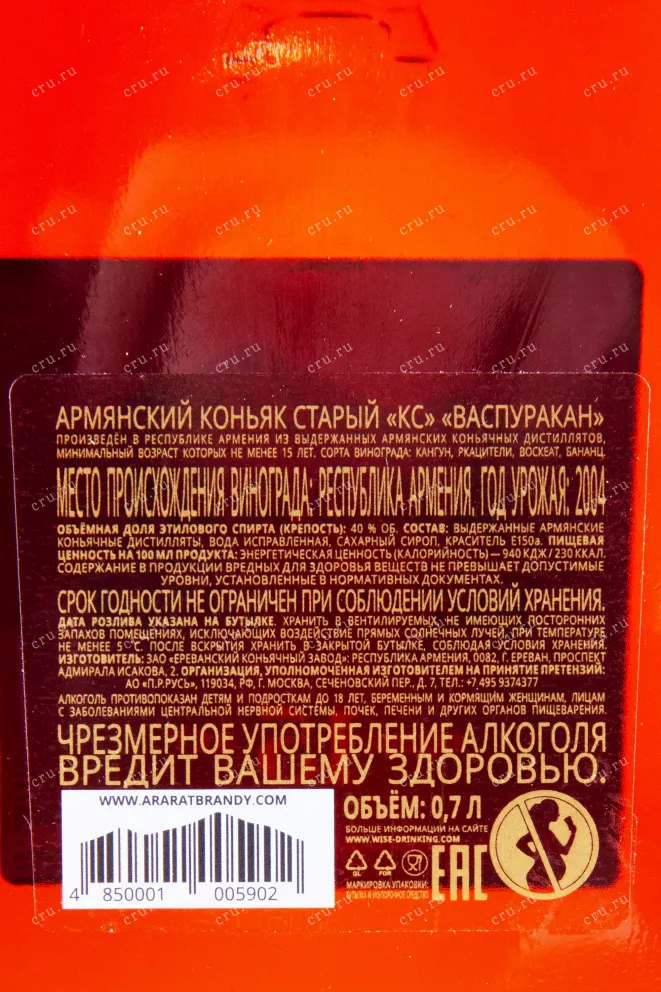 АРМЯНСКИЙ КОНЬЯК СТАРЫЙ «КС» «ВАСПУРАКАН»
ПРОИЗВЕДЁН В РЕСПУБЛИКЕ АРМЕНИЯ ИЗ ВЫДЕРЖАННЫХ АРМЯНСКИХ КОНЬЯЧНЫХ ДИСТИЛЛЯТОВ,
МИНИМАЛЬНЫЙ ВОЗРАСТ КОТОРЫХ НЕ МЕНЕЕ 15 ЛЕТ. СОРТА ВИНОГРАДА: КАНГУН, РКАЦИТЕЛИ, ВОСКЕАТ, БАНАНЦ.
МЕСТО ПРОИСХОЖДЕНИЯ ВИНОГРАДА: РЕСПУБЛИКА АРМЕНИЯ. ГОД УРОЖАЯ: 2004
ОБЪЁМНАЯ ДОЛЯ ЭТИЛОВОГО СПИРТА (КРЕПОСТЬ): 40 % ОБ. СОСТАВ: ВЫДЕРЖАННЫЕ АРМЯНСКИЕ
КОНЬЯЧНЫЕ ДИСТИЛЛЯТЫ, ВОДА ИСПРАВЛЕННАЯ, САХАРНЫЙ СИРОП, КРАСИТЕЛЬ Е150а. ПИЩЕВАЯ
ЦЕННОСТЬ НА 100 МЛ ПРОДУКТА: ЭНЕРГЕТИЧЕСКАЯ ЦЕННОСТЬ (КАЛОРИЙНОСТЬ) — 940 КДЖ / 230 ККАЛ.
СОДЕРЖАНИЕ В ПРОДУКЦИИ ВРЕДНЫХ ДЛЯ ЗДОРОВЬЯ ВЕЩЕСТВ НЕ ПРЕВЫШАЕТ ДОПУСТИМЫЕ
УРОВНИ, УСТАНОВЛЕННЫЕ В НОРМАТИВНЫХ ДОКУМЕНТАХ.
СРОК ГОДНОСТИ НЕ ОГРАНИЧЕН ПРИ СОБЛЮДЕНИИ УСЛОВИЙ ХРАНЕНИЯ.
ДАТА РОЗЛИВА УКАЗАНА НА БУТЫЛКЕ. ХРАНИТЬ В ВЕНТИЛИРУЕМЫХ, НЕ ИМЕЮЩИХ ПОСТОРОННИХ
ЗАПАХОВ ПОМЕЩЕНИЯХ, ИСКЛЮЧАЮЩИХ ВОЗДЕЙСТВИЕ ПРЯМЫХ СОЛНЕЧНЫХ ЛУЧЕЙ, ПРИ ТЕМПЕРАТУРЕ
НЕ МЕНЕЕ 5 °С. ПОСЛЕ ВСКРЫТИЯ ХРАНИТЬ В ЗАКРЫТОЙ БУТЫЛКЕ, СОБЛЮДАЯ УСЛОВИЯ ХРАНЕНИЯ.
ИЗГОТОВИТЕЛЬ: ЗАО «ЕРЕВАНСКИЙ КОНЬЯЧНЫЙ ЗАВОД»: РЕСПУБЛИКА АРМЕНИЯ, 0082, Г. ЕРЕВАН, ПРОСПЕКТ
АДМИРАЛА ИСАКОВА, 2. ОРГАНИЗАЦИЯ, УПОЛНОМОЧЕННАЯ ИЗГОТОВИТЕЛЕМ НА ПРИНЯТИЕ ПРЕТЕНЗИЙ:
АО «П.Р.РУСЬ», 119034, РФ, Г. МОСКВА, СЕЧЕНОВСКИЙ ПЕР., Д. 7, ТЕЛ.: +7 495 9374377
АЛКОГОЛЬ ПРОТИВОПОКАЗАН ДЕТЯМ И ПОДРОСТКАМ ДО 18 ЛЕТ, БЕРЕМЕННЫМ И КОРМЯЩИМ ЖЕНЩИНАМ, ЛИЦАМ
С ЗАБОЛЕВАНИЯМИ ЦЕНТРАЛЬНОЙ НЕРВНОЙ СИСТЕМЫ, ПОЧЕК, ПЕЧЕНИ И ДРУГИХ ОРГАНОВ ПИЩЕВАРЕНИЯ.
ЧРЕЗМЕРНОЕ УПОТРЕБЛЕНИЕ АЛКОГОЛЯ
ВРЕДИТ ВАШЕМУ ЗДОРОВЬЮ.
WWW.ARARATBRANDY.COM
4 850001 005902
ОБЪЁМ: 0,7 Л
БОЛЬШЕ ИНФОРМАЦИИ НА САЙТЕ
WWW.WISE-DRINKING.COM
GL FOR
МАРКИРОВКА УПАКОВКИ:
БУТЫЛКА И УКУПОРОЧНОЕ СРЕДСТВО
EAC
cru.ru